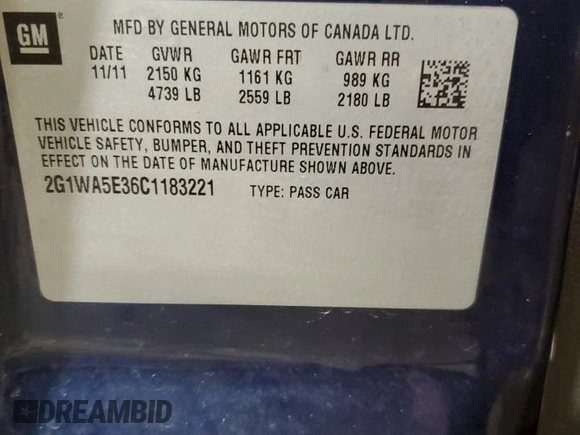 GM
MFD BY GENERAL MOTORS OF CANADA LTD.
DATE GVWR GAWR FRT GAWR RR
11/11 2150 KG 1161 KG 989 KG
4739 LB 2559 LB 2180 LB
THIS VEHICLE CONFORMS TO ALL APPLICABLE U.S. FEDERAL MOTOR
VEHICLE SAFETY, BUMPER, AND THEFT PREVENTION STANDARDS IN
EFFECT ON THE DATE OF MANUFACTURE SHOWN ABOVE.
2G1WA5E36C1183221 TYPE: PASS CAR
DREAMBID